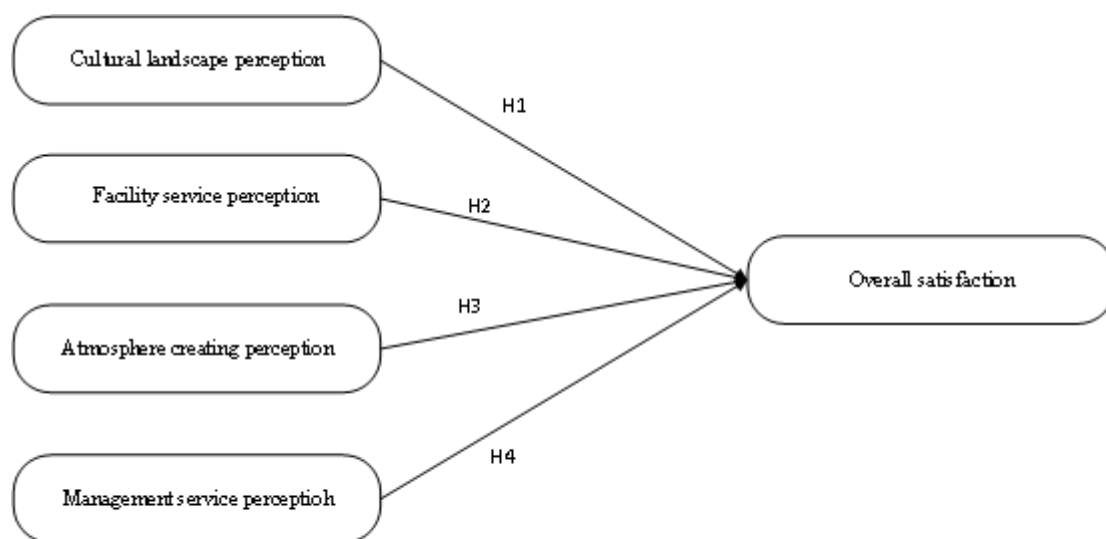 Cultural landscape perception
H1
Facility service perception
H2
Overall satisfaction
H3
Atmosphere creating perception
H4
Management service perceptioh